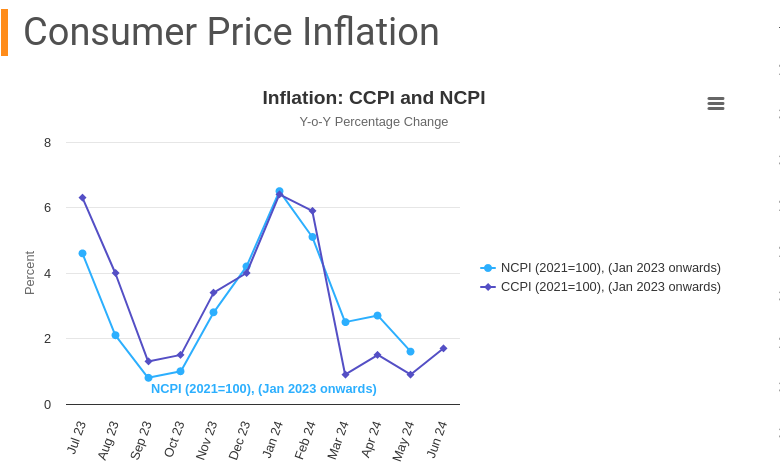 Consumer Price Inflation
Inflation: CCPI and NCPI
Y-o-Y Percentage Change
Percent
8
6
4
2
0
NCPI (2021=100), (Jan 2023 onwards)
CCPI (2021=100), (Jan 2023 onwards)
NCPI (2021=100), (Jan 2023 onwards)
Jul 23
Aug 23
Sep 23
Oct 23
Nov 23
Dec 23
Jan 24
Feb 24
Mar 24
Apr 24
May 24
Jun 24